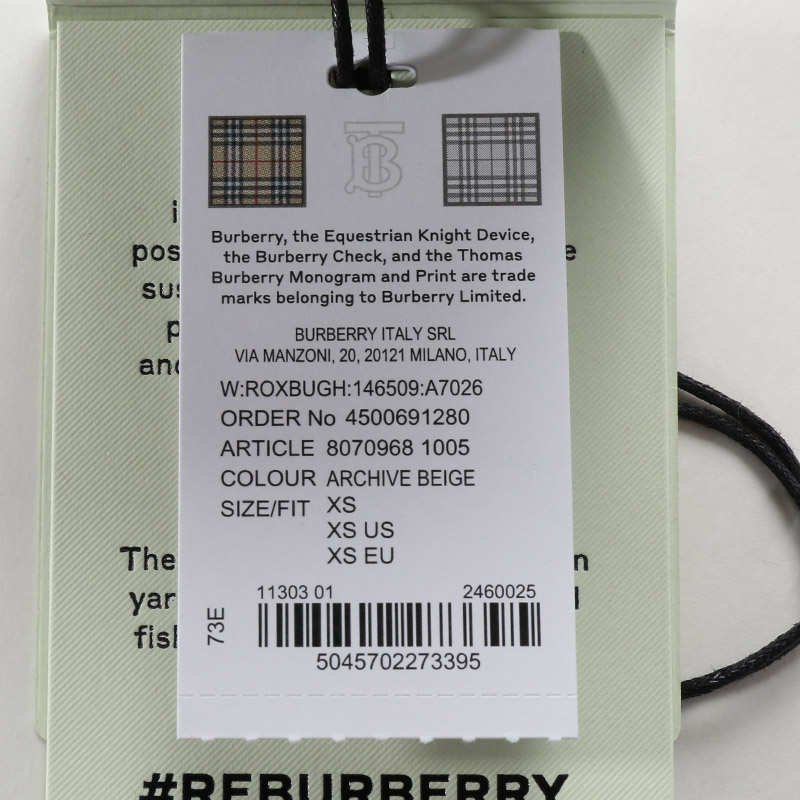 Burberry, the Equestrian Knight Device,
the Burberry Check, and the Thomas
Burberry Monogram and Print are trade
marks belonging to Burberry Limited.
BURBERRY ITALY SRL
VIA MANZONI, 20, 20121 MILANO, ITALY
W:ROXBUGH:146509:A7026
ORDER No 4500691280
ARTICLE 8070968 1005
COLOUR ARCHIVE BEIGE
SIZE/FIT XS
XS US
XS EU
11303 01 2460025
73E
5045702273395
The
#REBURBERRY